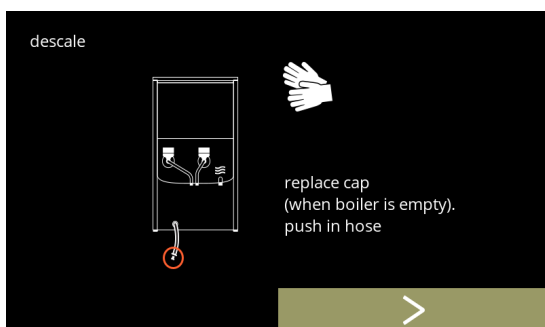 descale
replace cap
(when boiler is empty).
push in hose